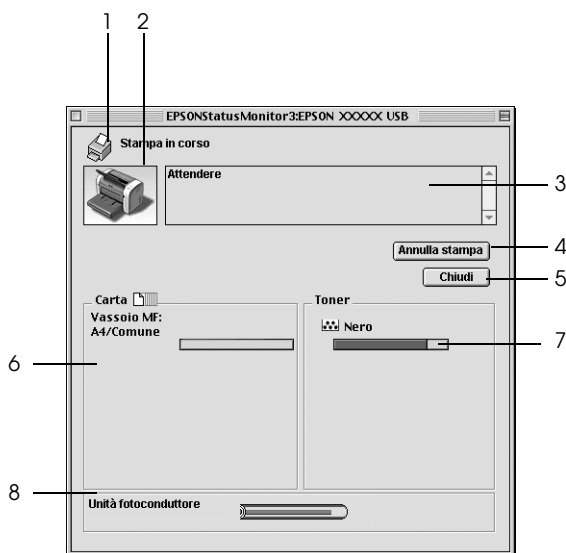 1 2
EPSONStatusMonitor3:EPSON XXXXX USB
Stampa in corso
Attendere
3
Annulla stampa
4
Chiudi
5
Carta
Vassoio MF:
A4/Comune
6
Toner
Nero
7
8
Unità fotoconduttore